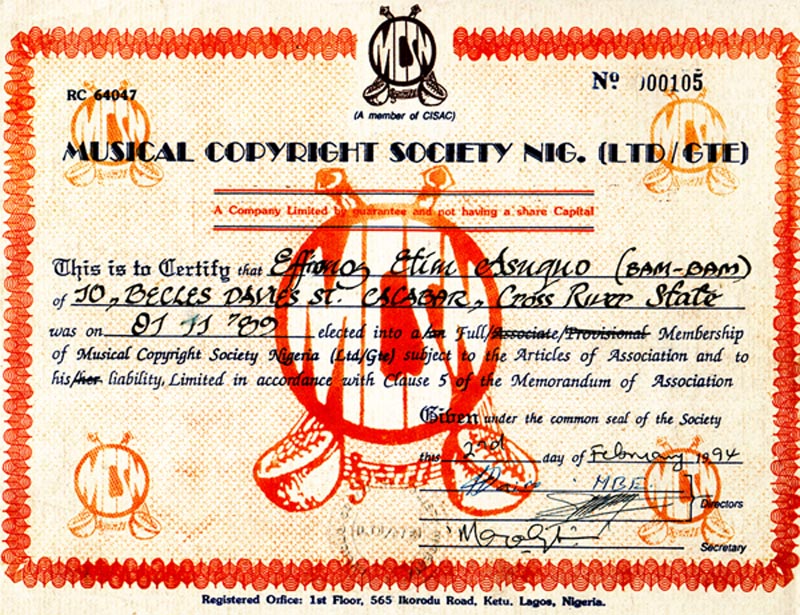 MCSN
RC 64047
(A member of CISAC)
Nº 000105
MUSICAL COPYRIGHT SOCIETY NIG. (LTD/GTE)
A Company Limited by guarantee and not having a share Capital
This is to Certify that Effiong Etim Asuquo (BAM-BAM)
of 10, BECLES DAVIES ST. CALABAR, Cross River State
was on 01 11 '89 elected into a/an Full/Associate/Provisional Membership
of Musical Copyright Society Nigeria (Ltd/Gte) subject to the Articles of Association and to
his/her liability, Limited in accordance with Clause 5 of the Memorandum of Association
Given under the common seal of the Society
this 2nd day of February 1994
MBE
Directors
Secretary
Registered Office: 1st Floor, 565 Ikorodu Road, Ketu. Lagos, Nigeria.